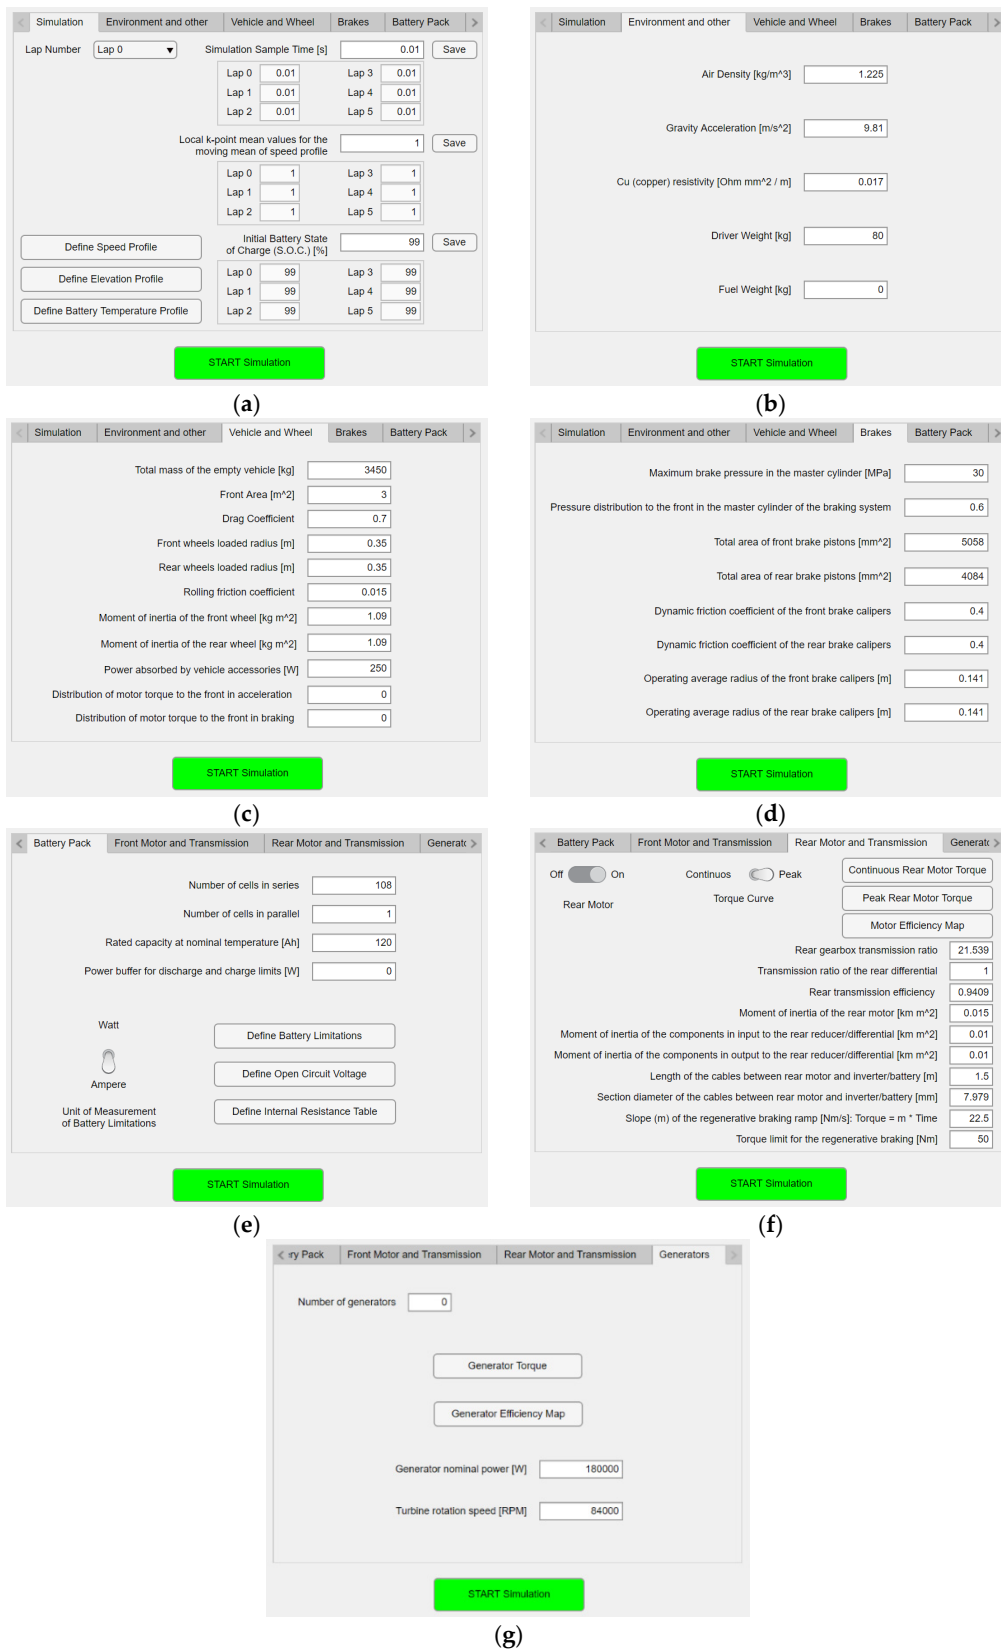 Simulation Environment and other Vehicle and Wheel Brakes Battery Pack
Lap Number Lap 0 Simulation Sample Time [s] 0.01 Save
Lap 0 0.01 Lap 3 0.01
Lap 1 0.01 Lap 4 0.01
Lap 2 0.01 Lap 5 0.01
Local k-point mean values for the
moving mean of speed profile 1 Save
Lap 0 1 Lap 3 1
Lap 1 1 Lap 4 1
Lap 2 1 Lap 5 1
Initial Battery State
of Charge (S.O.C.) [%] 99 Save
Lap 0 99 Lap 3 99
Lap 1 99 Lap 4 99
Lap 2 99 Lap 5 99
Define Speed Profile
Define Elevation Profile
Define Battery Temperature Profile
START Simulation
(a)
Simulation Environment and other Vehicle and Wheel Brakes Battery Pack
Air Density [kg/m^3] 1.225
Gravity Acceleration [m/s^2] 9.81
Cu (copper) resistivity [Ohm mm^2 / m] 0.017
Driver Weight [kg] 80
Fuel Weight [kg] 0
START Simulation
(b)
Simulation Environment and other Vehicle and Wheel Brakes Battery Pack
Total mass of the empty vehicle [kg] 3450
Front Area [m^2] 3
Drag Coefficient 0.7
Front wheels loaded radius [m] 0.35
Rear wheels loaded radius [m] 0.35
Rolling friction coefficient 0.015
Moment of inertia of the front wheel [kg m^2] 1.09
Moment of inertia of the rear wheel [kg m^2] 1.09
Power absorbed by vehicle accessories [W] 250
Distribution of motor torque to the front in acceleration 0
Distribution of motor torque to the front in braking 0
START Simulation
(c)
Simulation Environment and other Vehicle and Wheel Brakes Battery Pack
Maximum brake pressure in the master cylinder [MPa] 30
Pressure distribution to the front in the master cylinder of the braking system 0.6
Total area of front brake pistons [mm^2] 5058
Total area of rear brake pistons [mm^2] 4084
Dynamic friction coefficient of the front brake calipers 0.4
Dynamic friction coefficient of the rear brake calipers 0.4
Operating average radius of the front brake calipers [m] 0.141
Operating average radius of the rear brake calipers [m] 0.141
START Simulation
(d)
Battery Pack Front Motor and Transmission Rear Motor and Transmission Generato
Number of cells in series 108
Number of cells in parallel 1
Rated capacity at nominal temperature [Ah] 120
Power buffer for discharge and charge limits [W] 0
Watt
Ampere
Unit of Measurement
of Battery Limitations
Define Battery Limitations
Define Open Circuit Voltage
Define Internal Resistance Table
START Simulation
(e)
Battery Pack Front Motor and Transmission Rear Motor and Transmission Generato
Off On Continuos Peak Continuous Rear Motor Torque
Rear Motor Torque Curve Peak Rear Motor Torque
Motor Efficiency Map
Rear gearbox transmission ratio 21.539
Transmission ratio of the rear differential 1
Rear transmission efficiency 0.9409
Moment of inertia of the rear motor [km m^2] 0.015
Moment of inertia of the components in input to the rear reducer/differential [km m^2] 0.01
Moment of inertia of the components in output to the rear reducer/differential [km m^2] 0.01
Length of the cables between rear motor and inverter/battery [m] 1.5
Section diameter of the cables between rear motor and inverter/battery [mm] 7.979
Slope (m) of the regenerative braking ramp [Nm/s]: Torque = m * Time 22.5
Torque limit for the regenerative braking [Nm] 50
START Simulation
(f)
ry Pack Front Motor and Transmission Rear Motor and Transmission Generators
Number of generators 0
Generator Torque
Generator Efficiency Map
Generator nominal power [W] 180000
Turbine rotation speed [RPM] 84000
START Simulation
(g)